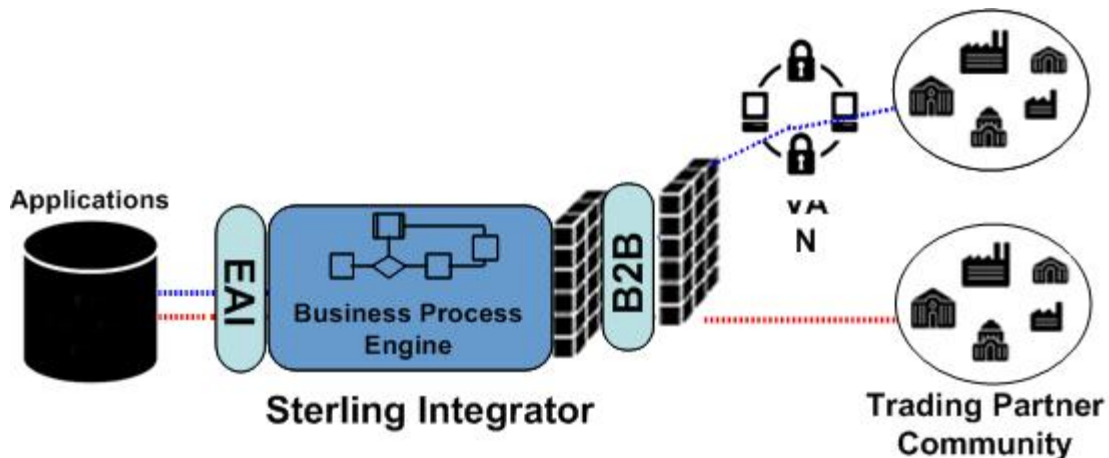 Applications
EAI
Business Process
Engine
B2B
VA
N
Sterling Integrator
Trading Partner
Community